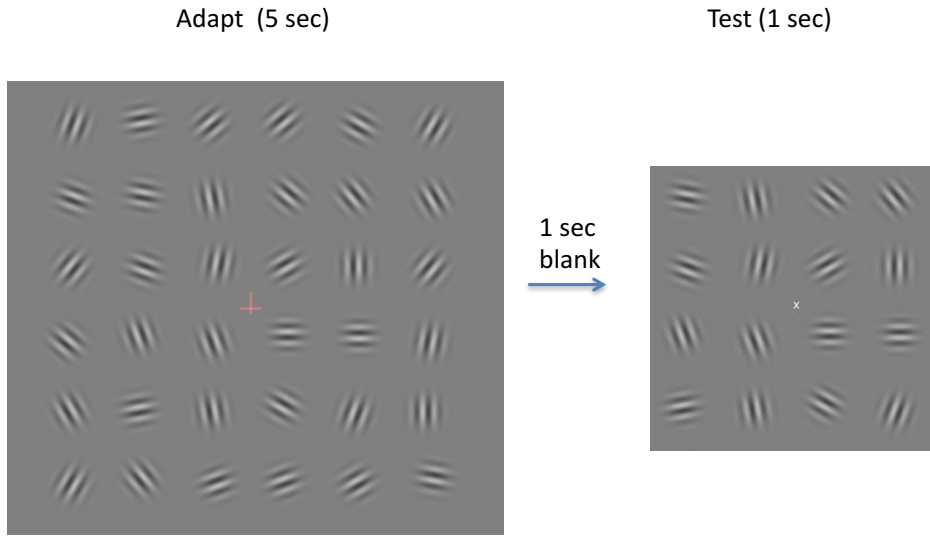 Adapt (5 sec)
Test (1 sec)
1 sec
blank
x